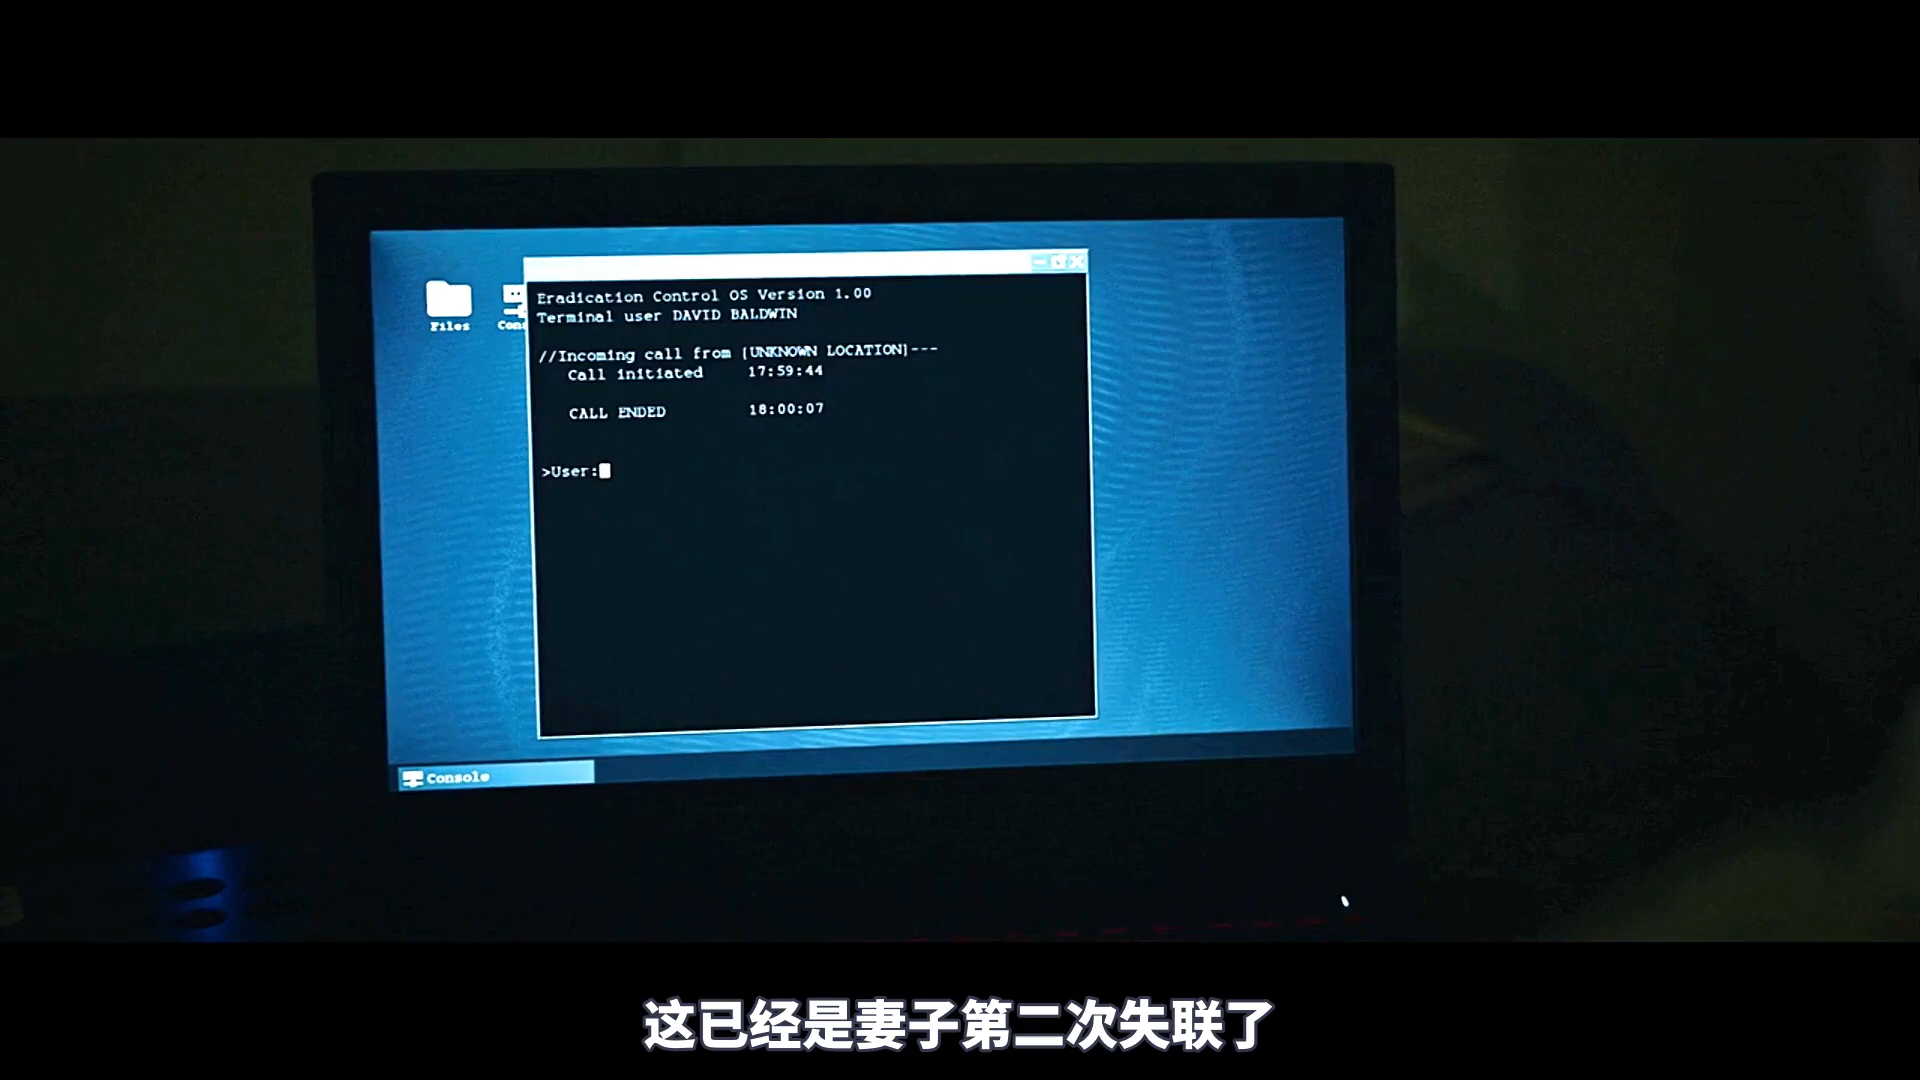 Files
Cons
Eradication Control OS Version 1.00
Terminal user DAVID BALDWIN
//Incoming call from [UNKNOWN LOCATION]---
Call initiated 17:59:44
CALL ENDED 18:00:07
>User:
Console
这已经是妻子第二次失联了